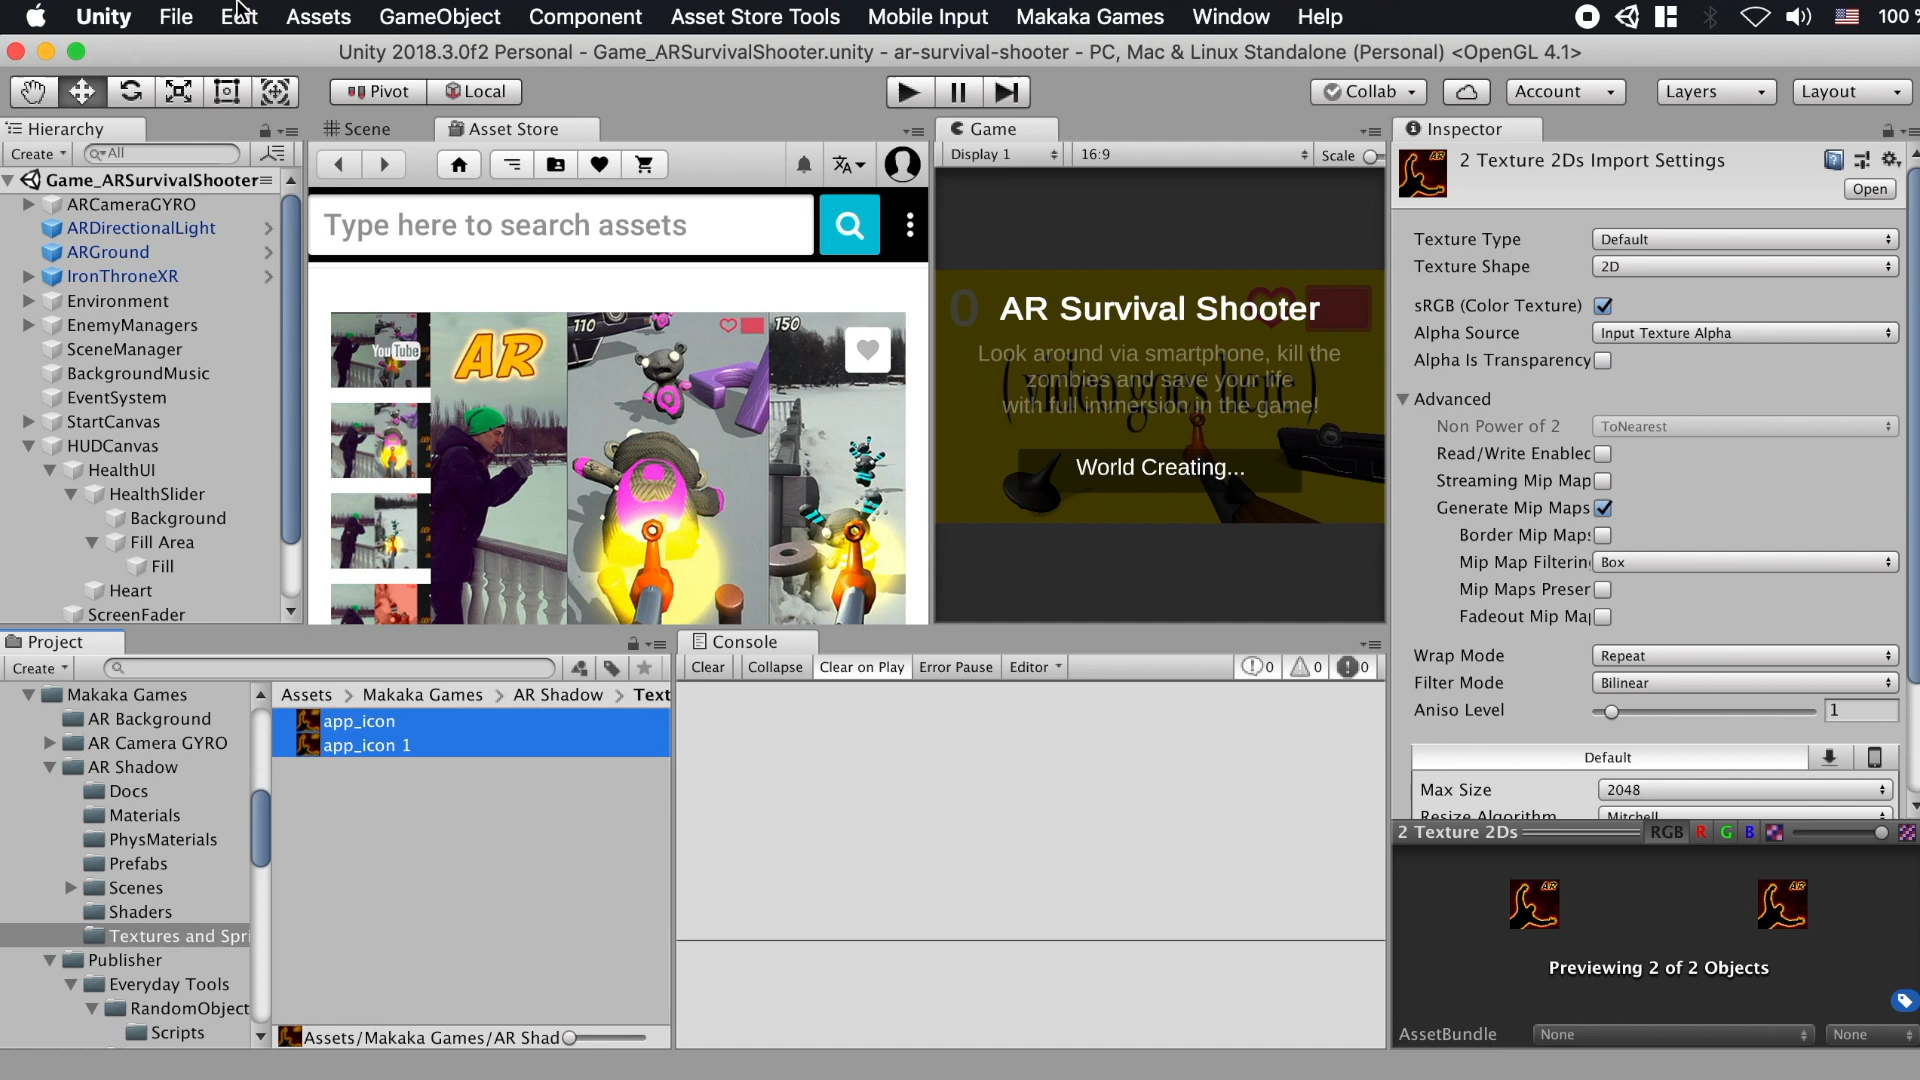 Unity File Edit Assets GameObject Component Asset Store Tools Mobile Input Makaka Games Window Help 100 %
Unity 2018.3.0f2 Personal - Game_ARSurvivalShooter.unity - ar-survival-shooter - PC, Mac & Linux Standalone (Personal) <OpenGL 4.1>
Pivot Local Collab Account Layers Layout
Hierarchy
Create All
Game_ARSurvivalShooter
ARCameraGYRO
ARDirectionalLight
ARGround
IronThroneXR
Environment
EnemyManagers
SceneManager
BackgroundMusic
EventSystem
StartCanvas
HUDCanvas
HealthUI
HealthSlider
Background
Fill Area
Fill
Heart
ScreenFader
Scene Asset Store
Type here to search assets
YouTube
AR
110
150
Game
Display 1 16:9 Scale
0
AR Survival Shooter
Look around via smartphone, kill the
zombies and save your life
with full immersion in the game!
(video goes here)
World Creating...
Inspector
2 Texture 2Ds Import Settings
Open
Texture Type Default
Texture Shape 2D
sRGB (Color Texture)
Alpha Source Input Texture Alpha
Alpha Is Transparency
Advanced
Non Power of 2 ToNearest
Read/Write Enablec
Streaming Mip Map
Generate Mip Maps
Border Mip Map
Mip Map Filterin Box
Mip Maps Preser
Fadeout Mip Ma
Wrap Mode Repeat
Filter Mode Bilinear
Aniso Level 1
Default
Max Size 2048
Resize Algorithm Mitchell
2 Texture 2Ds RGB R G B
AR AR
Previewing 2 of 2 Objects
AssetBundle None None
Project
Create
Makaka Games
AR Background
AR Camera GYRO
AR Shadow
Docs
Materials
PhysMaterials
Prefabs
Scenes
Shaders
Textures and Spri
Publisher
Everyday Tools
RandomObject
Scripts
Assets > Makaka Games > AR Shadow > Text
app_icon
app_icon 1
Assets/Makaka Games/AR Shad
Console
Clear Collapse Clear on Play Error Pause Editor 0 0 0